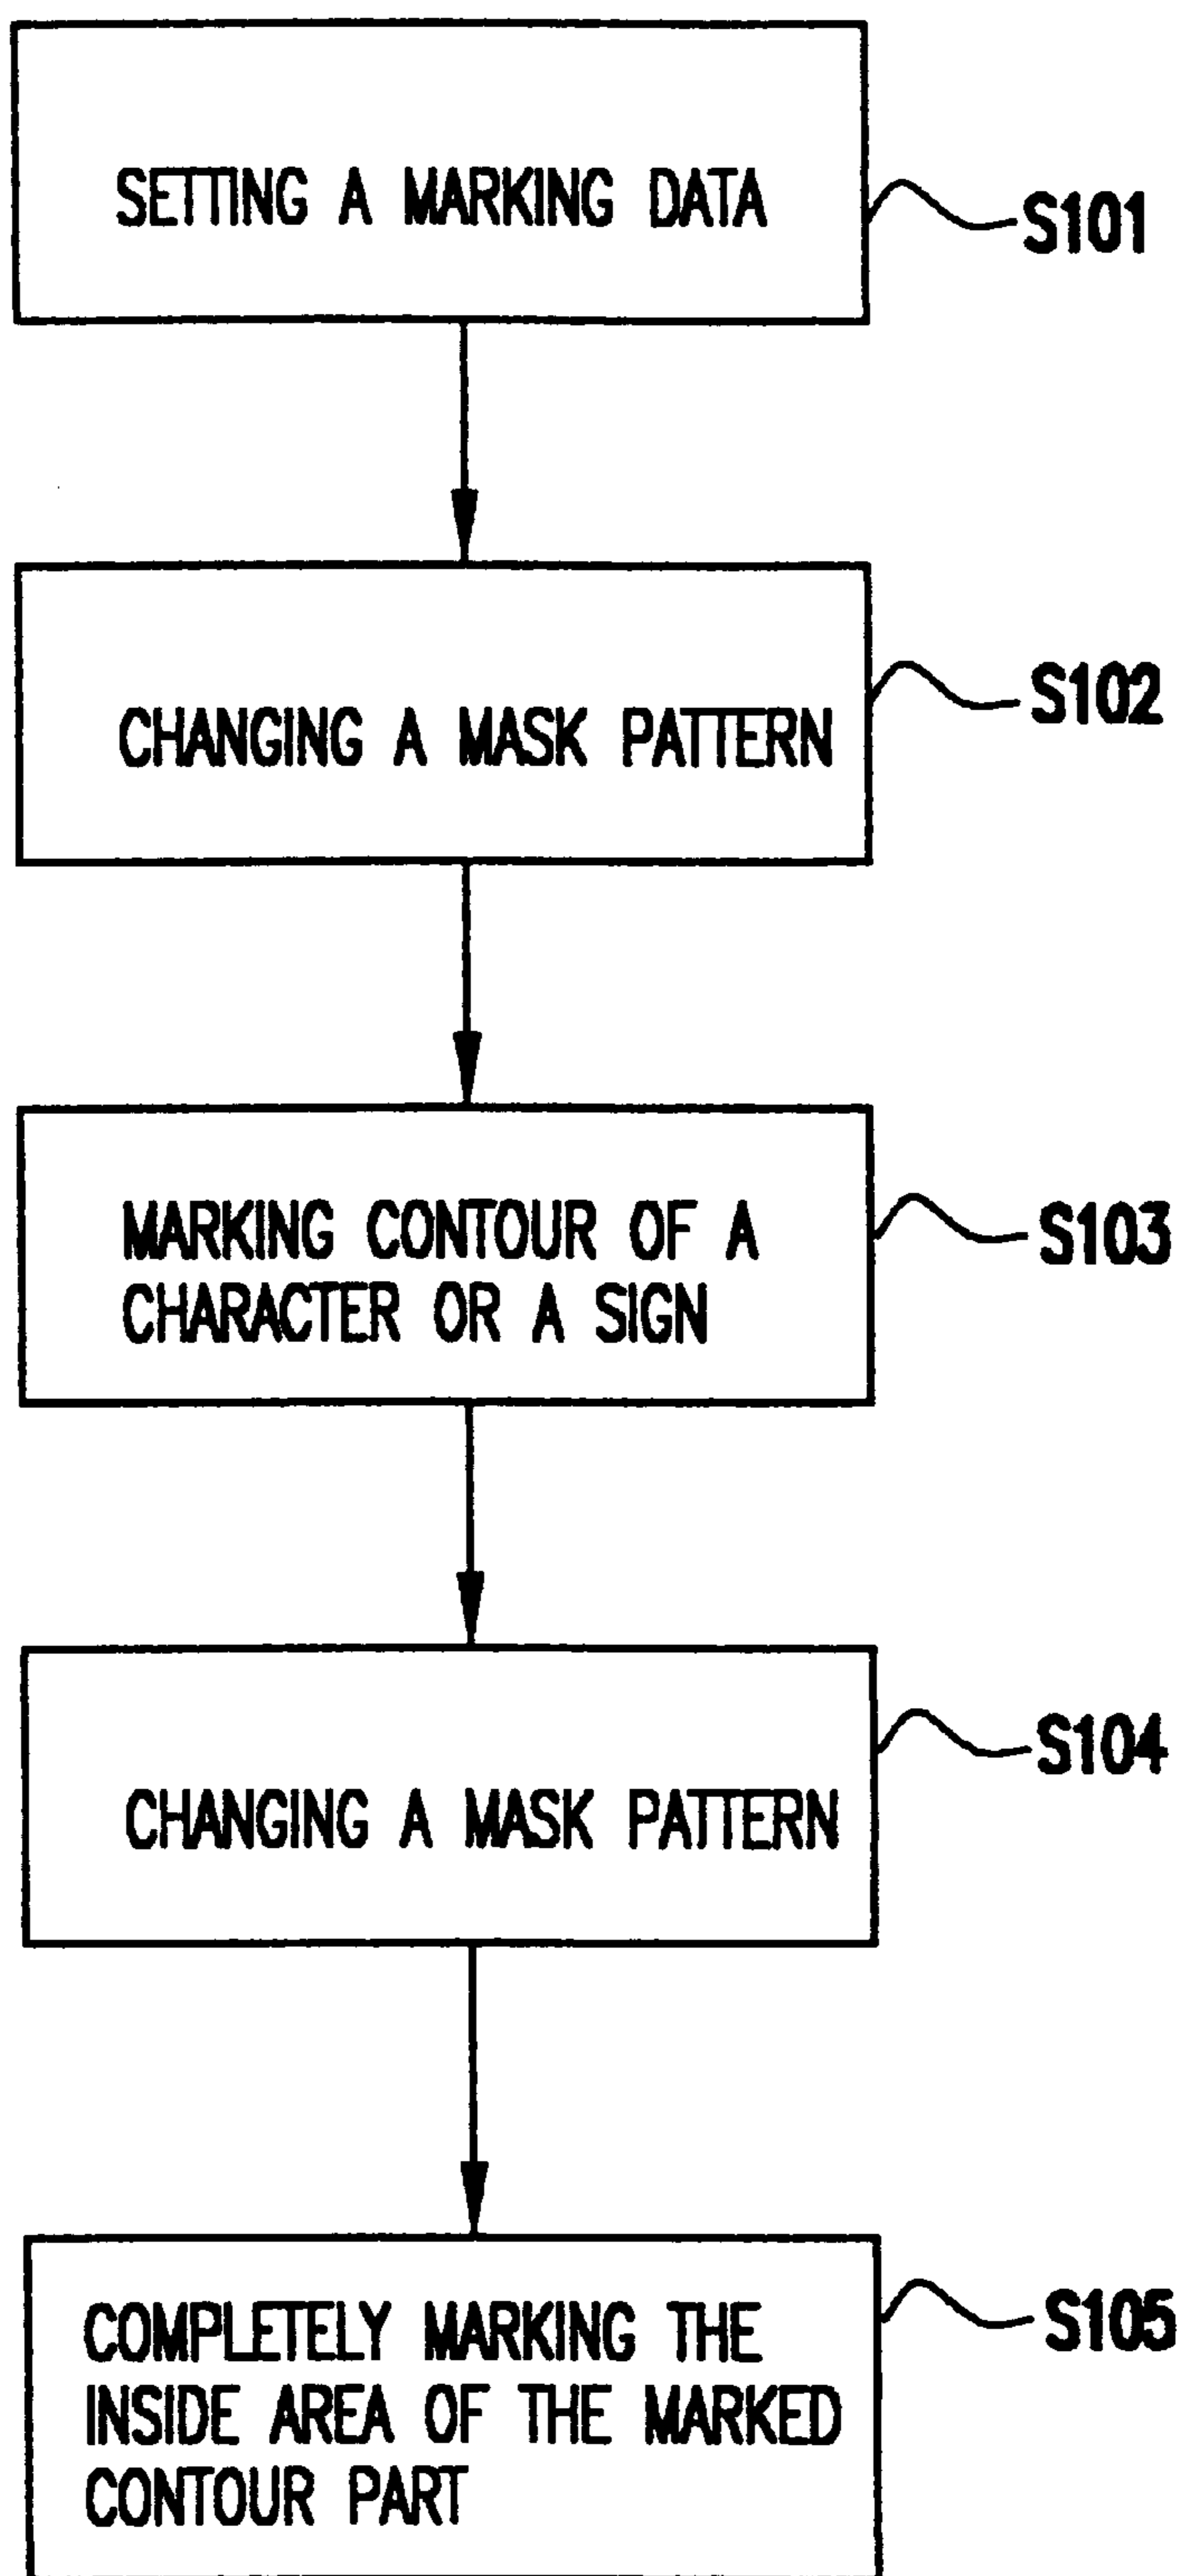 SETTING A MARKING DATA
S101
CHANGING A MASK PATTERN
S102
MARKING CONTOUR OF A
CHARACTER OR A SIGN
S103
CHANGING A MASK PATTERN
S104
COMPLETELY MARKING THE
INSIDE AREA OF THE MARKED
CONTOUR PART
S105